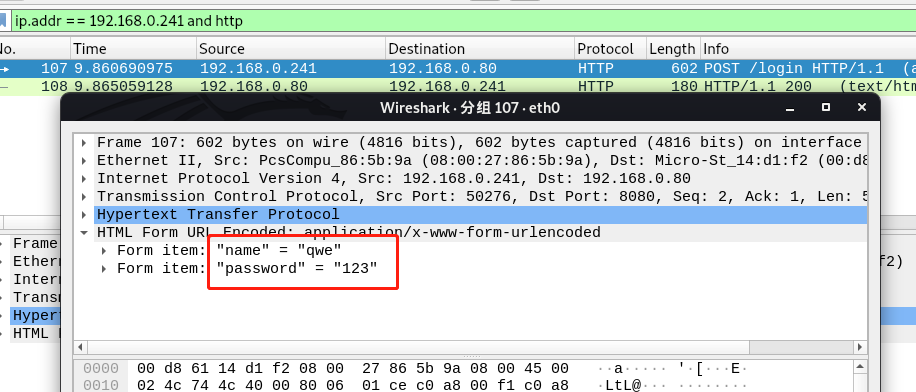 ip.addr == 192.168.0.241 and http
No. Time Source Destination Protocol Length Info
107 9.860690975 192.168.0.241 192.168.0.80 HTTP 602 POST /login HTTP/1.1 (a
108 9.865059128 192.168.0.80 192.168.0.241 HTTP 180 HTTP/1.1 200 (text/htm
Wireshark · 分组 107 · eth0
Frame 107: 602 bytes on wire (4816 bits), 602 bytes captured (4816 bits) on interface
Ethernet II, Src: PcsCompu_86:5b:9a (08:00:27:86:5b:9a), Dst: Micro-St_14:d1:f2 (00:d8
Internet Protocol Version 4, Src: 192.168.0.241, Dst: 192.168.0.80
Transmission Control Protocol, Src Port: 50276, Dst Port: 8080, Seq: 2, Ack: 1, Len: 5
Hypertext Transfer Protocol
HTML Form URL Encoded: application/x-www-form-urlencoded
Form item: "name" = "qwe"
Form item: "password" = "123"
Frame
Ether
Inter
Trans
Hyper
HTML
f2)
0000 00 d8 61 14 d1 f2 08 00 27 86 5b 9a 08 00 45 00 ··a····· '·[···E·
0010 02 4c 74 4c 40 00 80 06 01 ce c0 a8 00 f1 c0 a8 ·LtL@··· ········